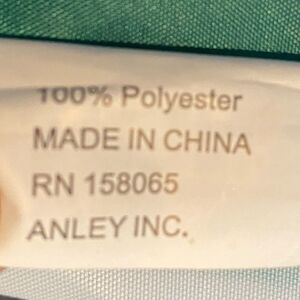 100% Polyester
MADE IN CHINA
RN 158065
ANLEY INC.